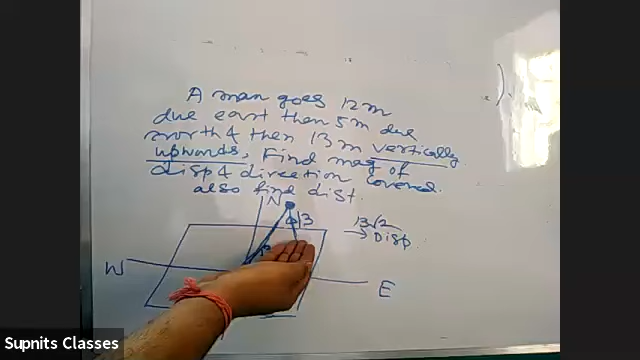 A man goes 12m
due east then 5m due
north & then 13m vertically
upwards, Find mag of
disp & direction
also find dist covered.
N
13
13√2
→ Disp
W
E
Supnits Classes